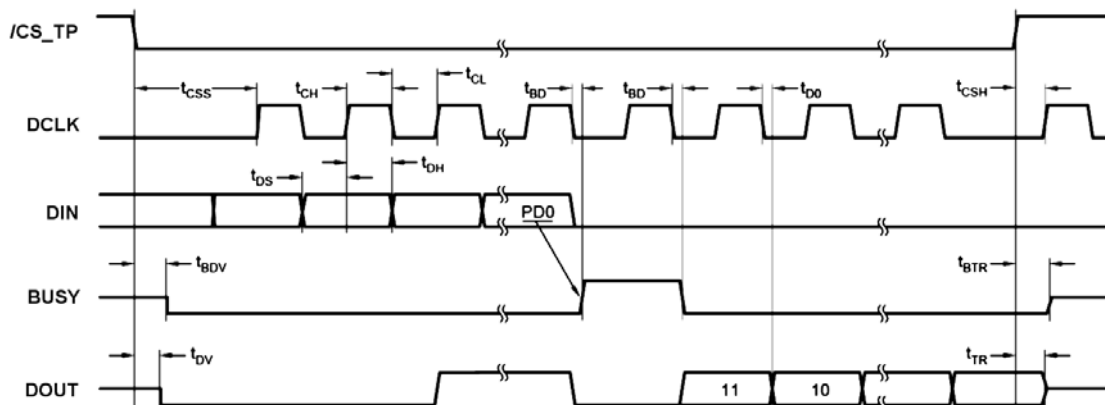 /CS_TP
tCSS
tCH
tCL
tBD
tBD
tD0
tCSH
DCLK
tDS
tDH
DIN
PD0
tBDV
tBTR
BUSY
tDV
tTR
DOUT
11
10